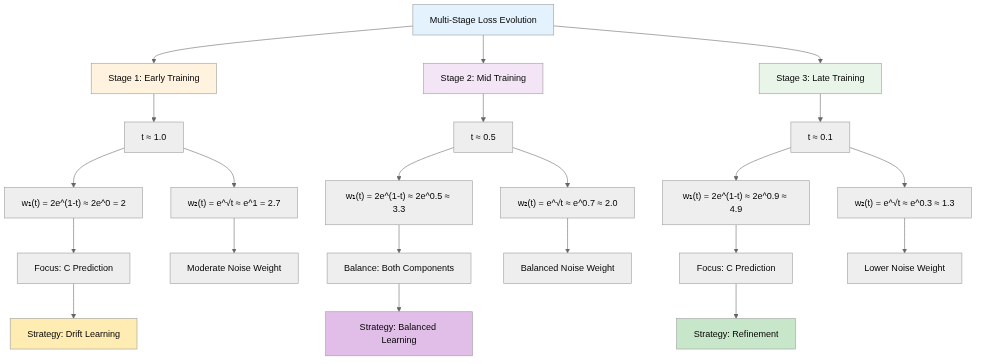 Multi-Stage Loss Evolution
Stage 1: Early Training
Stage 2: Mid Training
Stage 3: Late Training
t ≈ 1.0
t ≈ 0.5
t ≈ 0.1
w₁(t) = 2e^(1-t) ≈ 2e^0 = 2
w₂(t) = e^√t ≈ e^1 = 2.7
w₁(t) = 2e^(1-t) ≈ 2e^0.5 ≈
3.3
w₂(t) = e^√t ≈ e^0.7 ≈ 2.0
w₁(t) = 2e^(1-t) ≈ 2e^0.9 ≈
4.9
w₂(t) = e^√t ≈ e^0.3 ≈ 1.3
Focus: C Prediction
Moderate Noise Weight
Balance: Both Components
Balanced Noise Weight
Focus: C Prediction
Lower Noise Weight
Strategy: Drift Learning
Strategy: Balanced
Learning
Strategy: Refinement